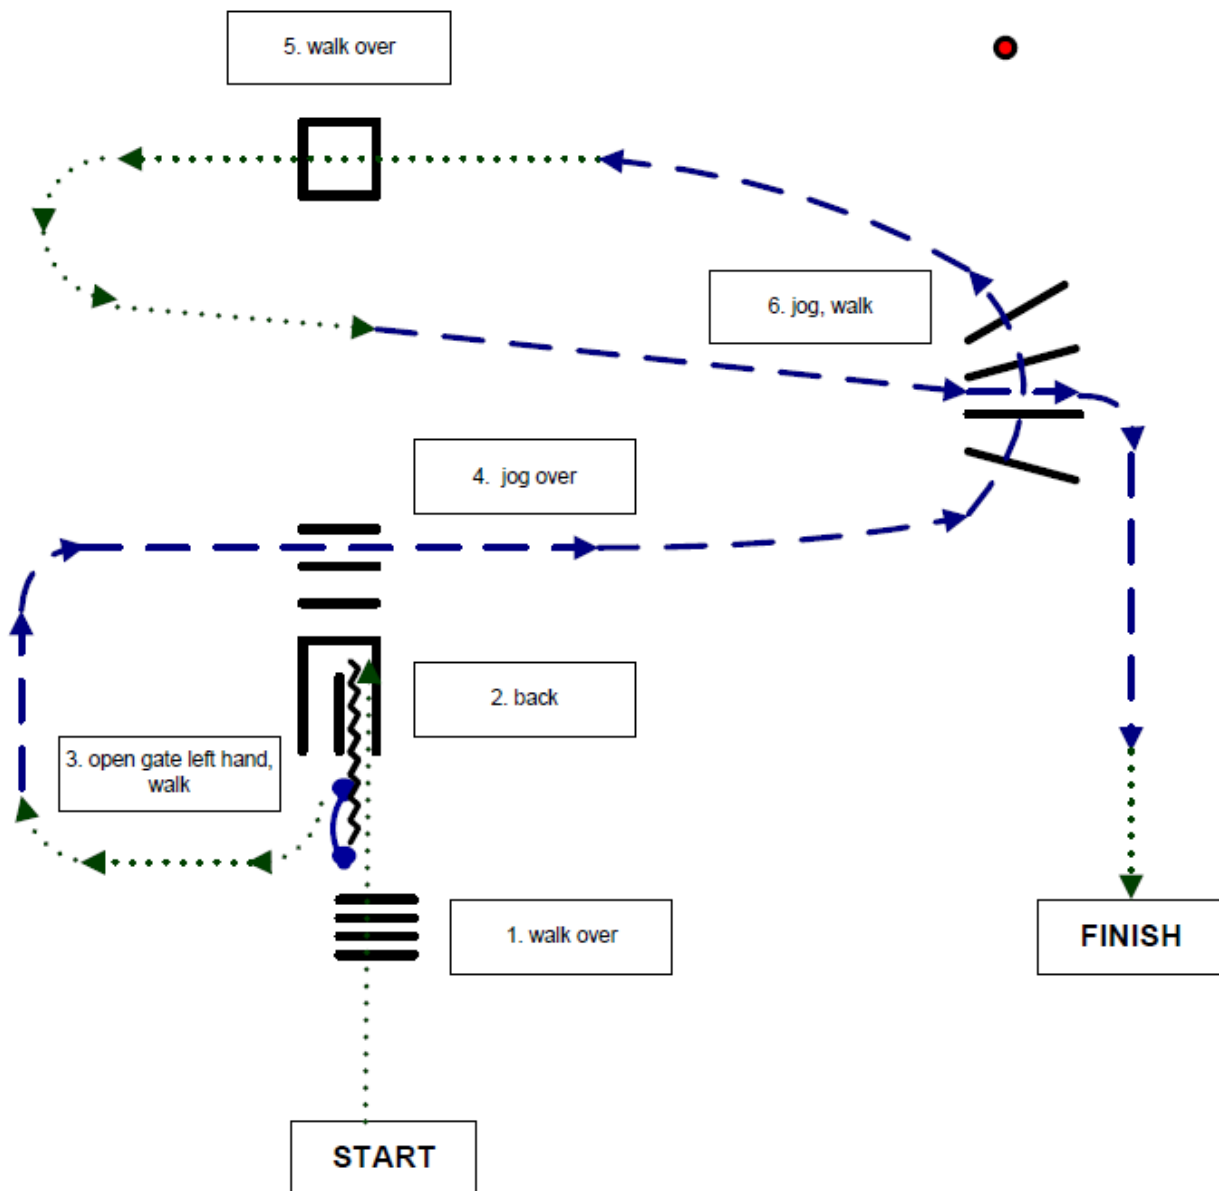 5. walk over
6. jog, walk
4. jog over
2. back
3. open gate left hand,
walk
1. walk over
FINISH
START